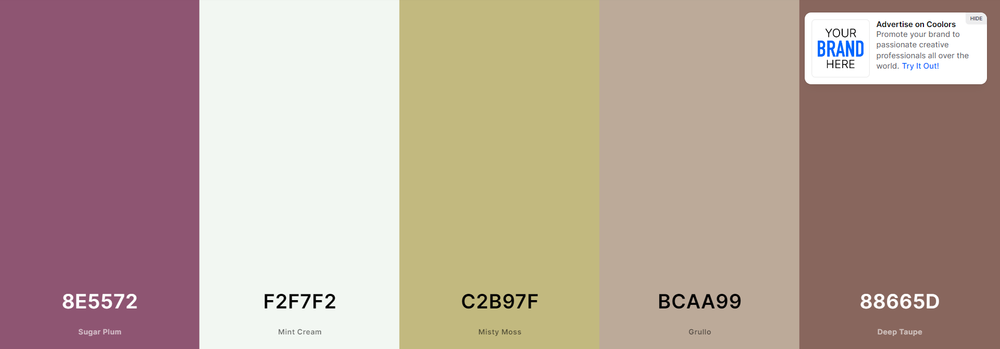 8E5572
Sugar Plum
F2F7F2
Mint Cream
C2B97F
Misty Moss
BCAA99
Grullo
88665D
Deep Taupe
YOUR
BRAND
HERE
HIDE
Advertise on Coolors
Promote your brand to
passionate creative
professionals all over the
world. Try It Out!